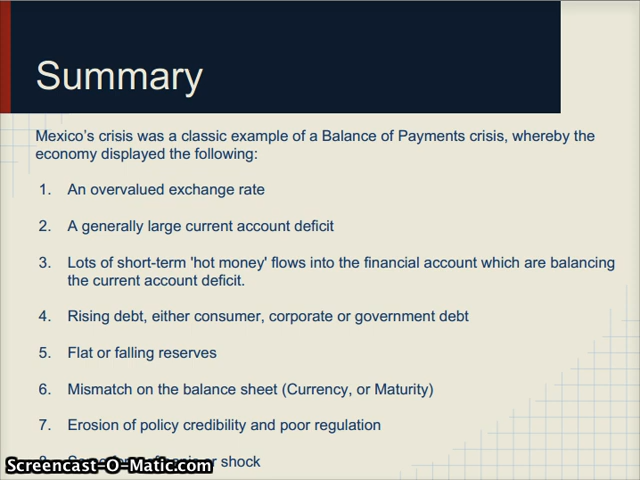 Summary
Mexico's crisis was a classic example of a Balance of Payments crisis, whereby the
economy displayed the following:
1. An overvalued exchange rate
2. A generally large current account deficit
3. Lots of short-term 'hot money' flows into the financial account which are balancing
the current account deficit.
4. Rising debt, either consumer, corporate or government debt
5. Flat or falling reserves
6. Mismatch on the balance sheet (Currency, or Maturity)
7. Erosion of policy credibility and poor regulation
or shock
Screencast-O-Matic.com